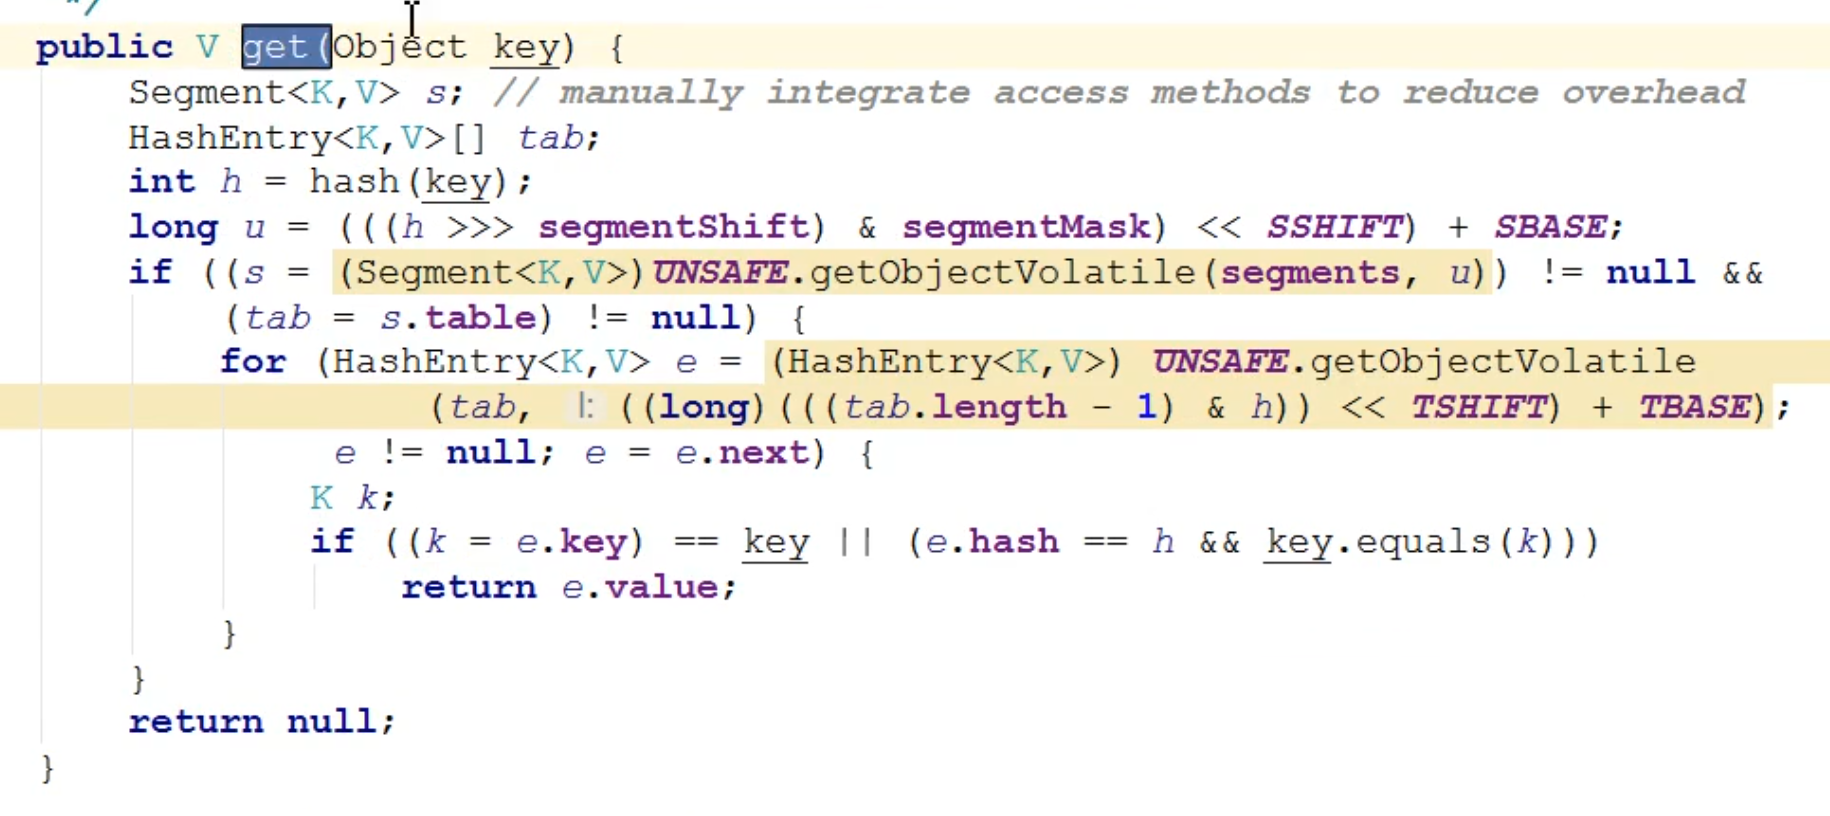 */
public V get(Object key) {
Segment<K,V> s; // manually integrate access methods to reduce overhead
HashEntry<K,V>[] tab;
int h = hash(key);
long u = (((h >>> segmentShift) & segmentMask) << SSHIFT) + SBASE;
if ((s = (Segment<K,V>)UNSAFE.getObjectVolatile(segments, u)) != null &&
(tab = s.table) != null) {
for (HashEntry<K,V> e = (HashEntry<K,V>) UNSAFE.getObjectVolatile
(tab, l: ((long)(((tab.length - 1) & h)) << TSHIFT) + TBASE);
e != null; e = e.next) {
K k;
if ((k = e.key) == key || (e.hash == h && key.equals(k)))
return e.value;
}
}
return null;
}